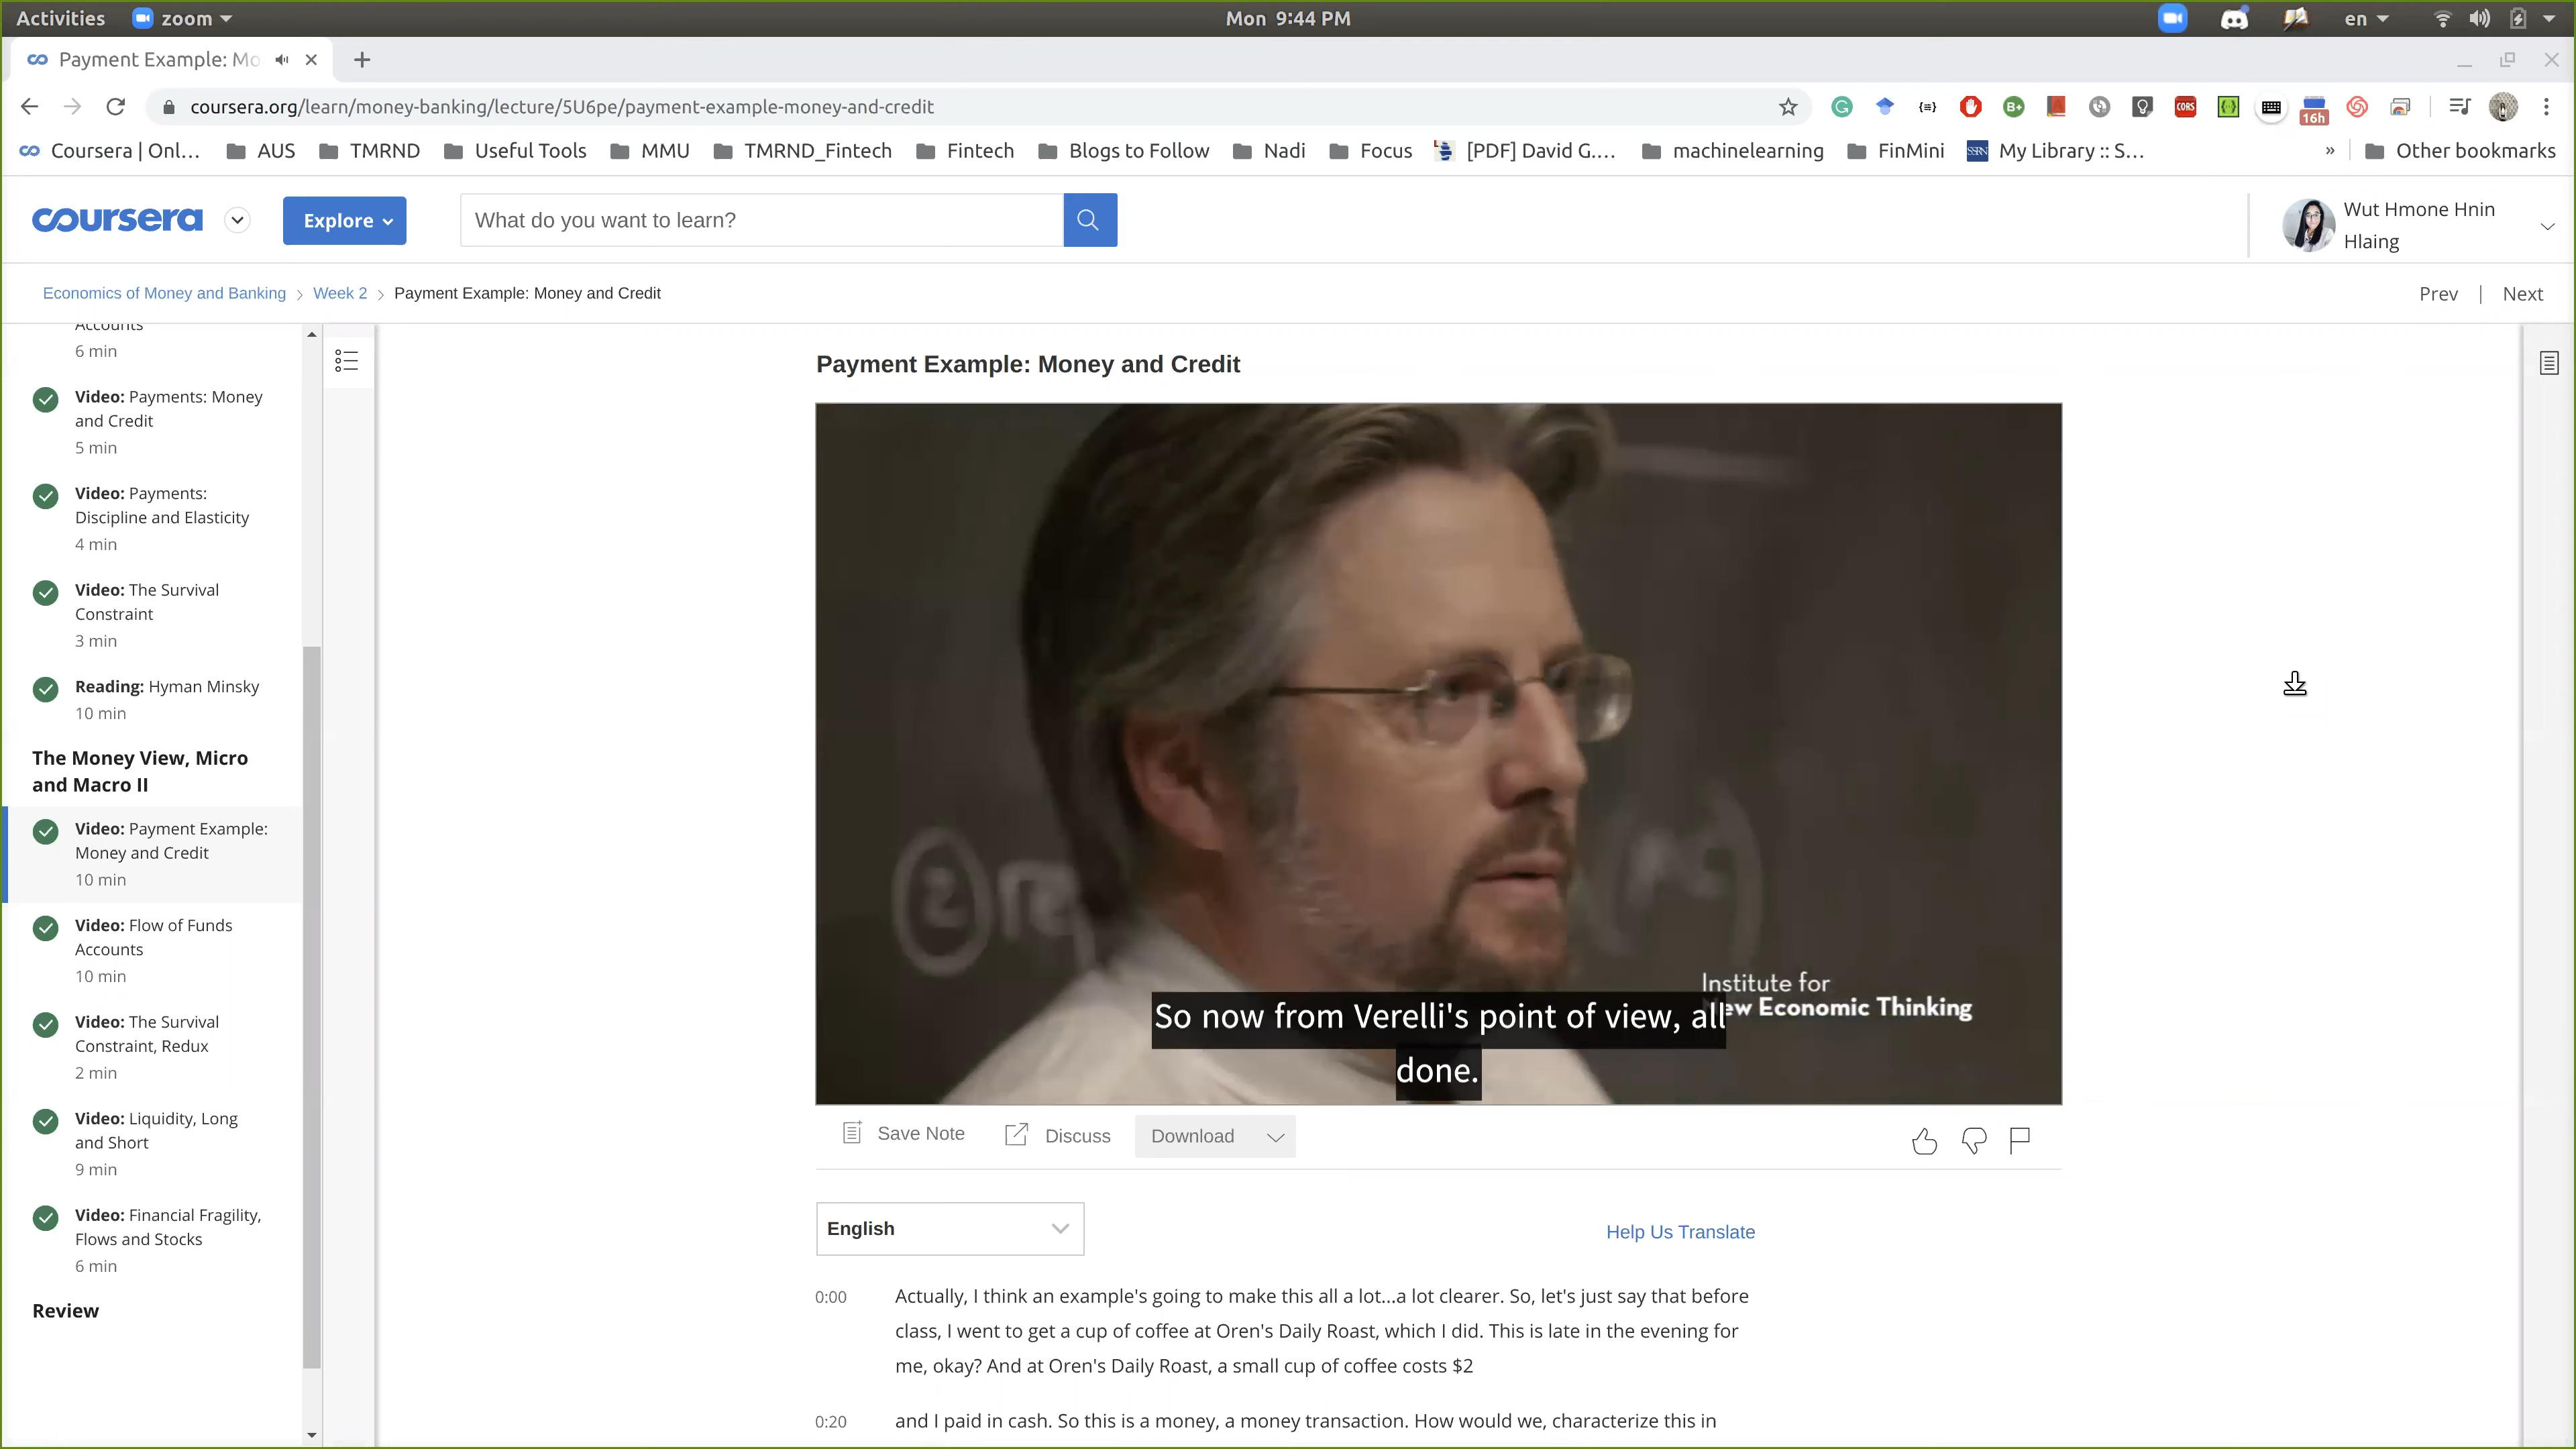 Activities
zoom
Mon 9:44 PM
en
Payment Example: Mo
coursera.org/learn/money-banking/lecture/5U6pe/payment-example-money-and-credit
B+
CORS
16h
Coursera | Onl...
AUS
TMRND
Useful Tools
MMU
TMRND_Fintech
Fintech
Blogs to Follow
Nadi
Focus
[PDF] David G....
machinelearning
FinMini
SSRN
My Library :: S...
»
Other bookmarks
coursera
Explore
What do you want to learn?
Wut Hmone Hnin
Hlaing
Economics of Money and Banking > Week 2 > Payment Example: Money and Credit
Prev | Next
Accounts
6 min
Video: Payments: Money
and Credit
5 min
Video: Payments:
Discipline and Elasticity
4 min
Video: The Survival
Constraint
3 min
Reading: Hyman Minsky
10 min
The Money View, Micro
and Macro II
Video: Payment Example:
Money and Credit
10 min
Video: Flow of Funds
Accounts
10 min
Video: The Survival
Constraint, Redux
2 min
Video: Liquidity, Long
and Short
9 min
Video: Financial Fragility,
Flows and Stocks
6 min
Review
Payment Example: Money and Credit
2
Institute for
ew Economic Thinking
So now from Verelli's point of view, all
done.
Save Note
Discuss
Download
English
Help Us Translate
0:00
Actually, I think an example's going to make this all a lot...a lot clearer. So, let's just say that before
class, I went to get a cup of coffee at Oren's Daily Roast, which I did. This is late in the evening for
me, okay? And at Oren's Daily Roast, a small cup of coffee costs $2
0:20
and I paid in cash. So this is a money, a money transaction. How would we, characterize this in